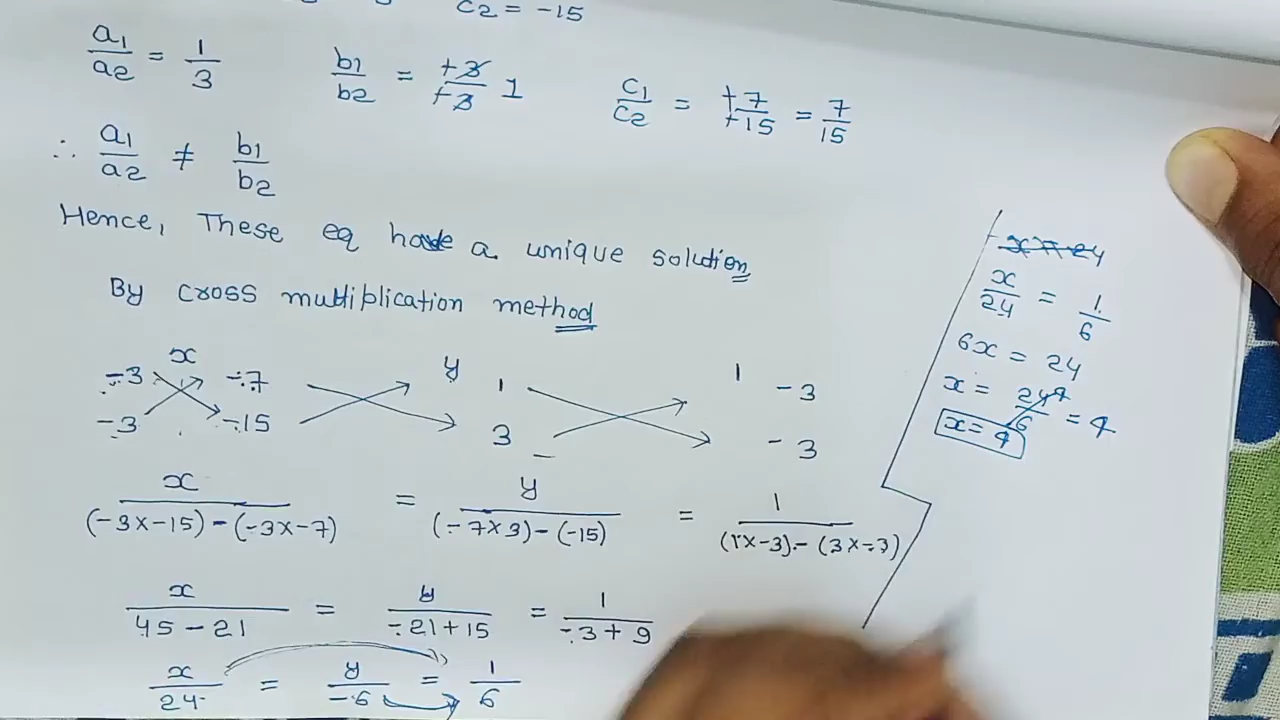 c2 = -15
a1/a2 = 1/3 b1/b2 = +3/+3 1 c1/c2 = +7/+15 = 7/15
∴ a1/a2 ≠ b1/b2
Hence, These eq have a unique solution
By cross multiplication method
x y 1
-3 -7 1 -3
-3 -15 3 -3
x/((-3x-15)-(-3x-7)) = y/((-7x3)-(-15)) = 1/((1x-3)-(3x-3))
x/(45-21) = y/(-21+15) = 1/(-3+9)
x/24 = y/-6 = 1/6
x/24 = 1/6
6x = 24
x = 24/6 4 = 4
x = 4